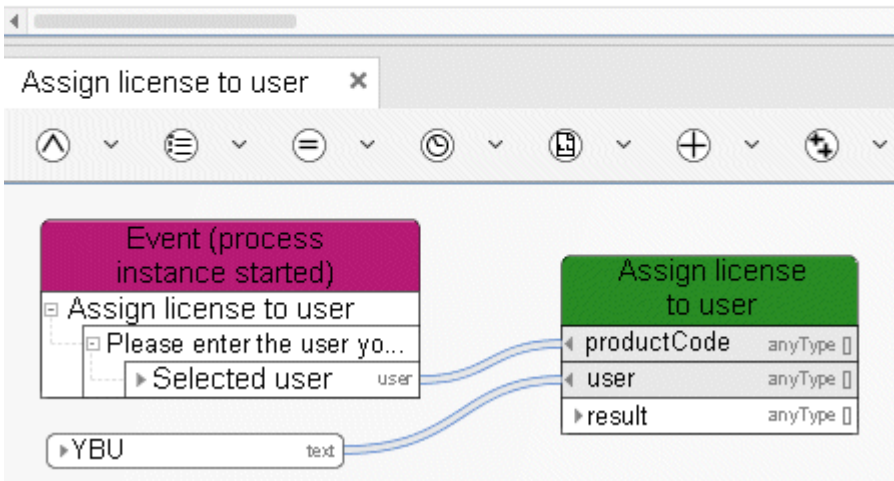 Assign license to user
Event (process
instance started)
Assign license to user
Please enter the user yo...
Selected user user
YBU text
Assign license
to user
productCode anyType []
user anyType []
result anyType []